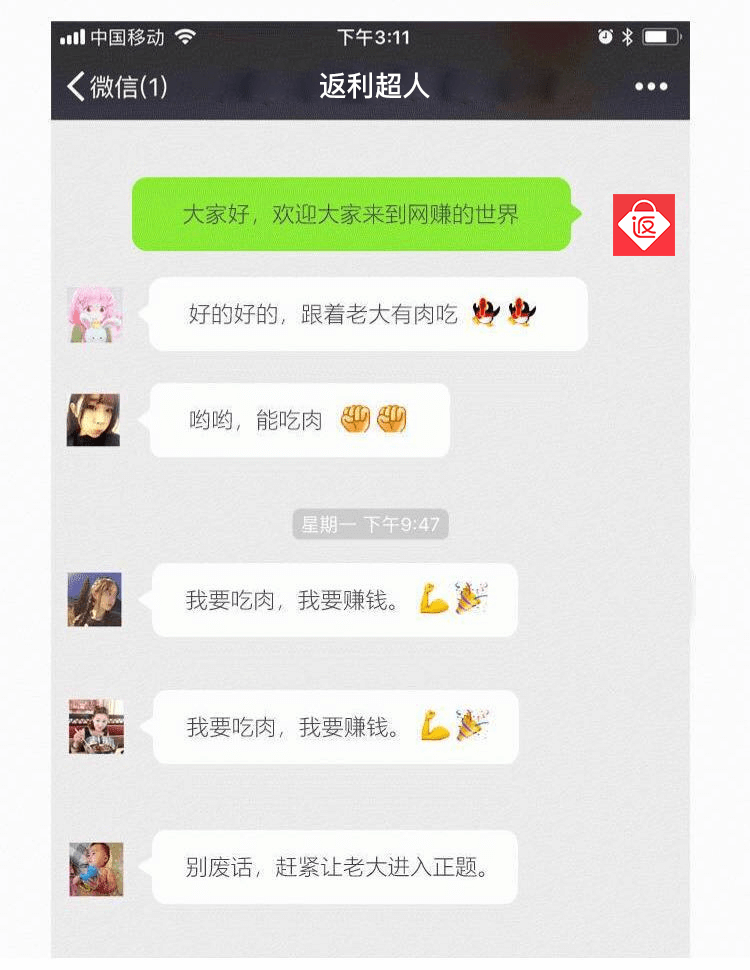 中国移动 下午3:11
微信(1) 返利超人
大家好，欢迎大家来到网赚的世界
返
好的好的，跟着老大有肉吃
哟哟，能吃肉
星期一 下午9:47
我要吃肉，我要赚钱。
我要吃肉，我要赚钱。
别废话，赶紧让老大进入正题。